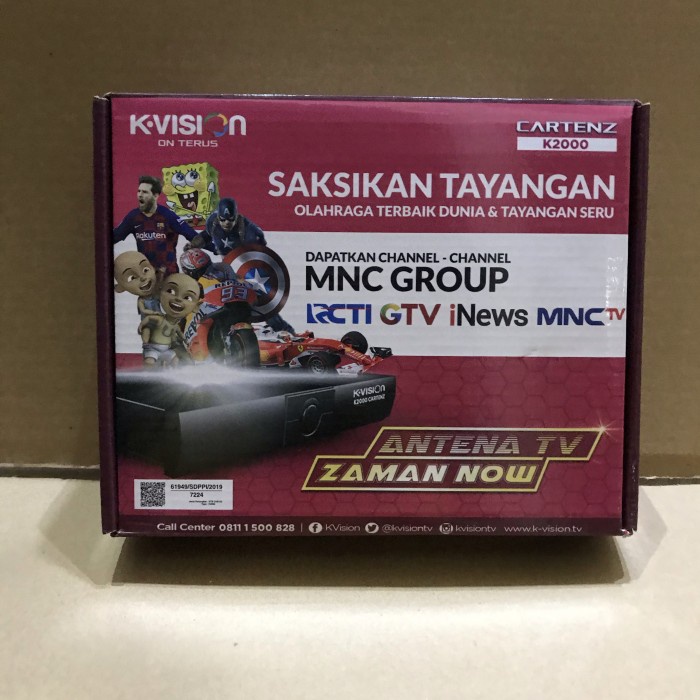 K·VISION
ON TERUS
CARTENZ
K2000
SAKSIKAN TAYANGAN
OLAHRAGA TERBAIK DUNIA & TAYANGAN SERU
Rakuten
DAPATKAN CHANNEL - CHANNEL
MNC GROUP
RCTI GTV iNews MNCTV
93
K·VISION
K2000 CARTENZ
ANTENA TV
ZAMAN NOW
61949/SDPPI/2019
7224
Call Center 0811 1 500 828 | KVision @kvisiontv kvisiontv www.k-vision.tv